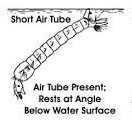 Short Air Tube
Air Tube Present;
Rests at Angle
Below Water Surface